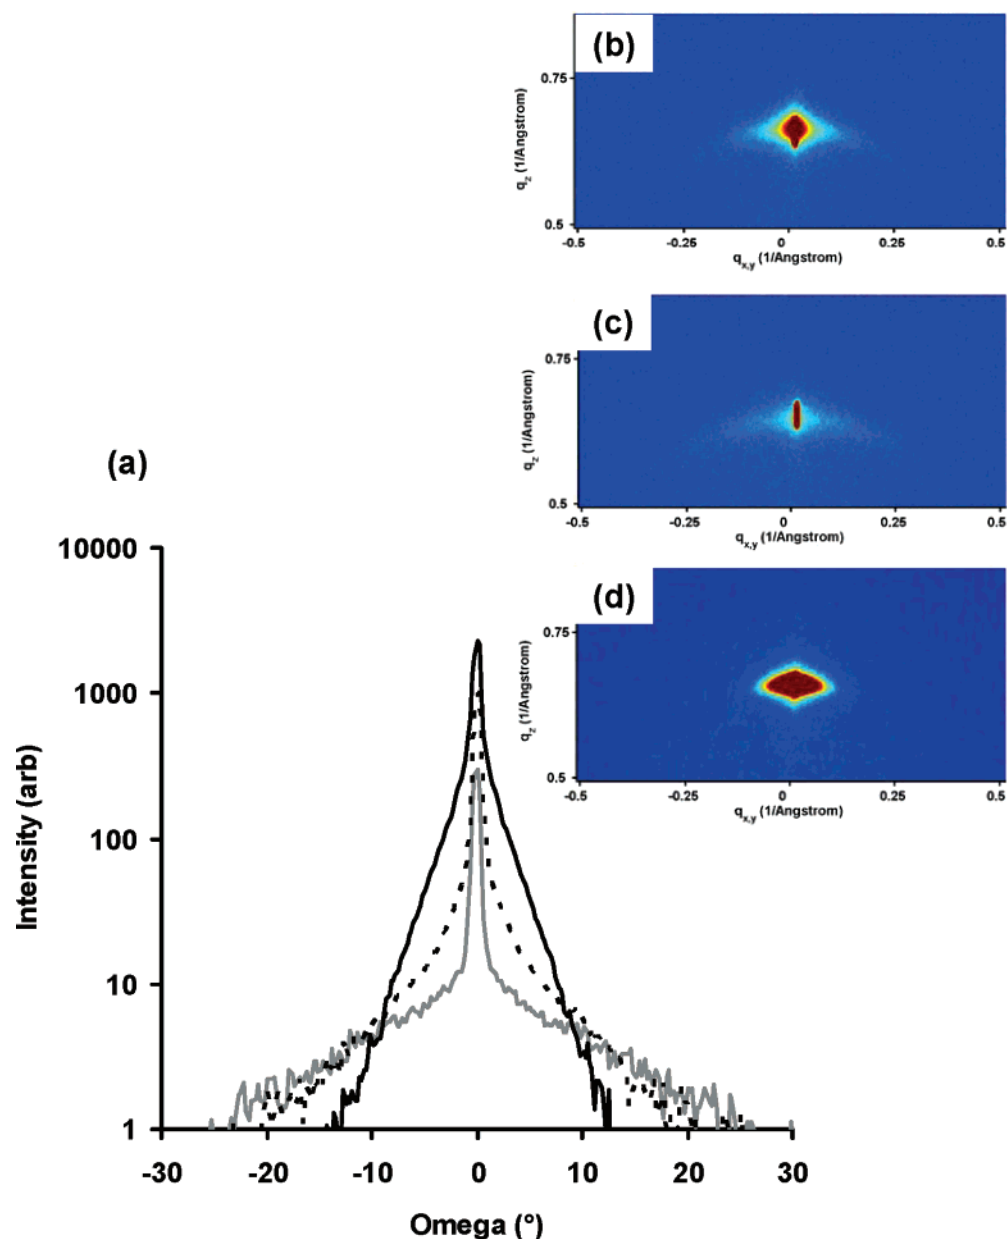 (b)
0.75
q_z (1/Angstrom)
0.5
-0.5 -0.25 0 0.25 0.5
q_x,y (1/Angstrom)
(c)
0.75
q_z (1/Angstrom)
0.5
-0.5 -0.25 0 0.25 0.5
q_x,y (1/Angstrom)
(d)
0.75
q_z (1/Angstrom)
0.5
-0.5 -0.25 0 0.25 0.5
q_x,y (1/Angstrom)
(a)
10000
1000
100
10
1
Intensity (arb)
-30 -20 -10 0 10 20 30
Omega (°)